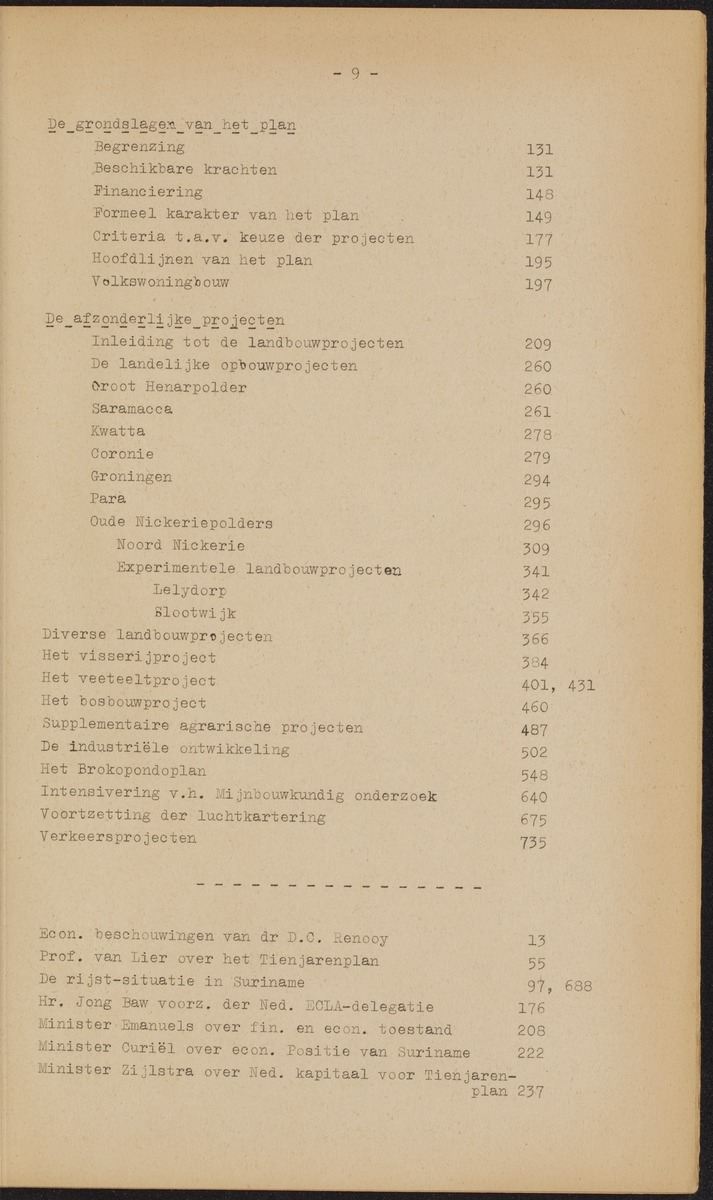 - 9 -
De grondslagen van het plan
Begrenzing 131
Beschikbare krachten 131
Financiering 148
Formeel karakter van het plan 149
Criteria t.a.v. keuze der projecten 177
Hoofdlijnen van het plan 195
Volkswoningbouw 197
De afzonderlijke projecten
Inleiding tot de landbouwprojecten 209
De landelijke opbouwprojecten 260
Groot Henarpolder 260
Saramacca 261
Kwatta 278
Coronie 279
Groningen 294
Para 295
Oude Nickeriepolders 296
Noord Nickerie 309
Experimentele landbouwprojecten 341
Lelydorp 342
Slootwijk 355
Diverse landbouwprojecten 366
Het visserijproject 384
Het veeteeltproject 401, 431
Het bosbouwproject 460
Supplementaire agrarische projecten 487
De industriële ontwikkeling 502
Het Brokopondoplan 548
Intensivering v.h. Mijnbouwkundig onderzoek 640
Voortzetting der luchtkartering 675
Verkeersprojecten 735
- - - - - - - - - - - - - - - -
Econ. beschouwingen van dr D.C. Renooy 13
Prof. van Lier over het Tienjarenplan 55
De rijst-situatie in Suriname 97, 688
Hr. Jong Baw voorz. der Ned. ECLA-delegatie 176
Minister Emanuels over fin. en econ. toestand 208
Minister Curiël over econ. Positie van Suriname 222
Minister Zijlstra over Ned. kapitaal voor Tienjaren-
plan 237